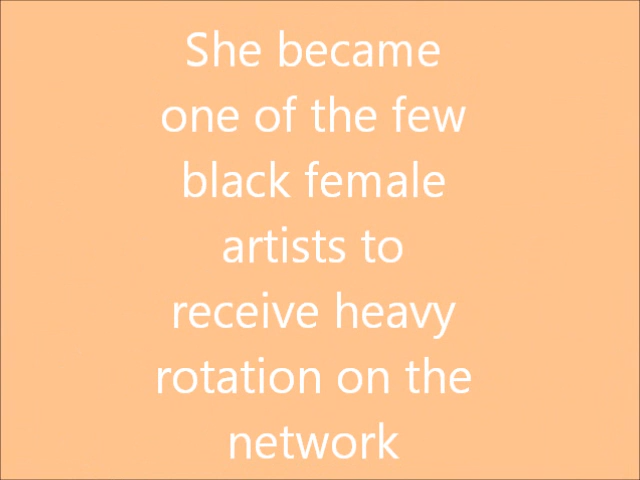 She became
one of the few
black female
artists to
receive heavy
rotation on the
network